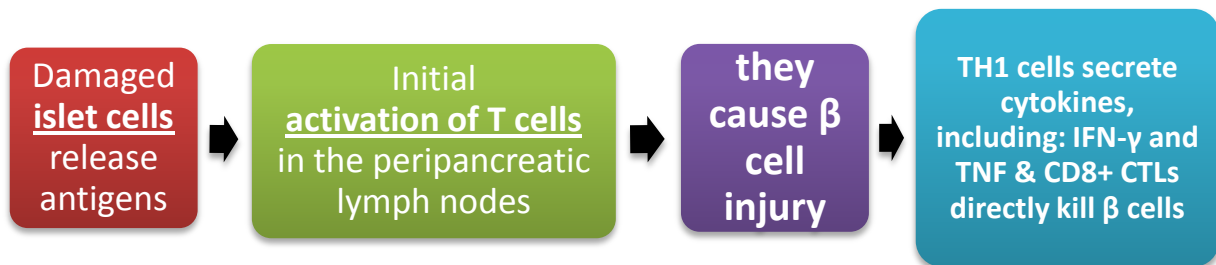 Damaged
islet cells
release
antigens
Initial
activation of T cells
in the peripancreatic
lymph nodes
they
cause β
cell
injury
TH1 cells secrete
cytokines,
including: IFN-γ and
TNF & CD8+ CTLs
directly kill β cells